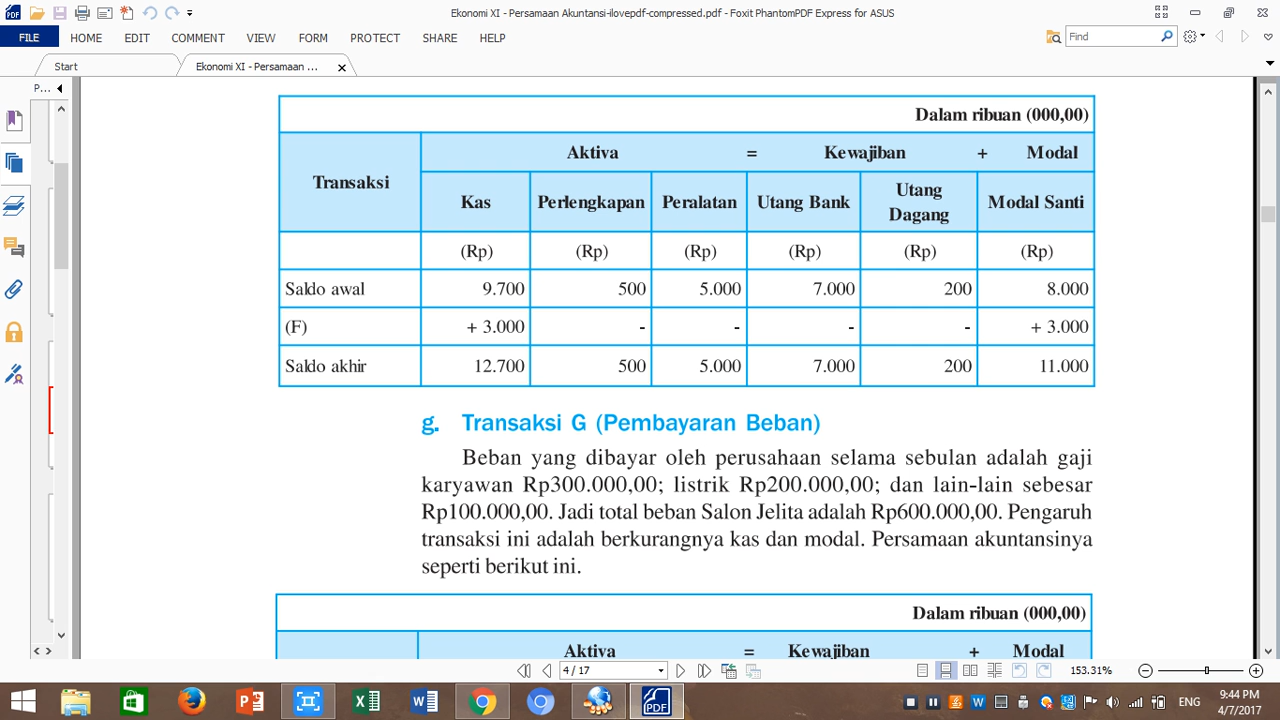 Ekonomi XI - Persamaan Akuntansi-ilovepdf-compressed.pdf - Foxit PhantomPDF Express for ASUS
FILE HOME EDIT COMMENT VIEW FORM PROTECT SHARE HELP
Find
Start
Ekonomi XI - Persamaan ...
P...
Dalam ribuan (000,00)
Transaksi
Aktiva = Kewajiban + Modal
Kas Perlengkapan Peralatan Utang Bank Utang Dagang Modal Santi
(Rp) (Rp) (Rp) (Rp) (Rp) (Rp)
Saldo awal 9.700 500 5.000 7.000 200 8.000
(F) + 3.000 - - - - + 3.000
Saldo akhir 12.700 500 5.000 7.000 200 11.000
g. Transaksi G (Pembayaran Beban)
Beban yang dibayar oleh perusahaan selama sebulan adalah gaji
karyawan Rp300.000,00; listrik Rp200.000,00; dan lain-lain sebesar
Rp100.000,00. Jadi total beban Salon Jelita adalah Rp600.000,00. Pengaruh
transaksi ini adalah berkurangnya kas dan modal. Persamaan akuntansinya
seperti berikut ini.
Dalam ribuan (000,00)
Aktiva = Kewajiban + Modal
4 / 17
153.31%
ENG
9:44 PM
4/7/2017